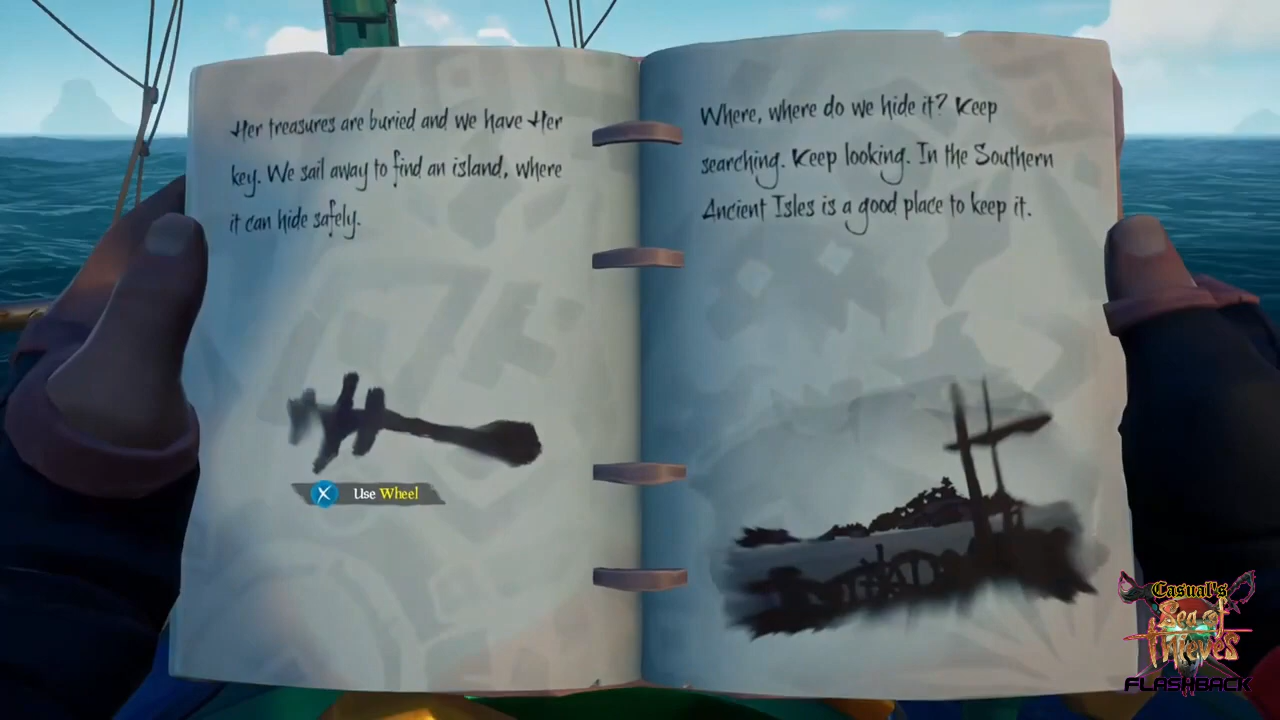 Her treasures are buried and we have Her
key. We sail away to find an island, where
it can hide safely.
Where, where do we hide it? Keep
searching. Keep looking. In the Southern
Ancient Isles is a good place to keep it.
X Use Wheel
Casual's
Sea of
Thieves
FLASHBACK